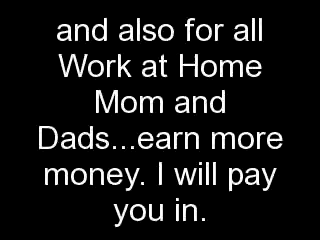 and also for all
Work at Home
Mom and
Dads...earn more
money. I will pay
you in.